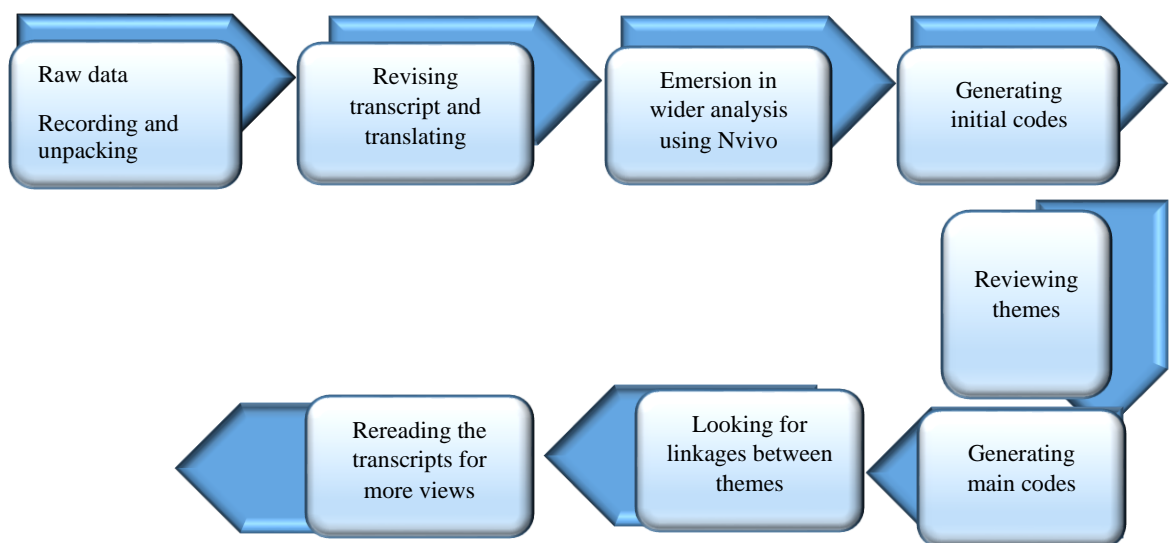 Raw data
Recording and
unpacking
Revising
transcript and
translating
Emersion in
wider analysis
using Nvivo
Generating
initial codes
Reviewing
themes
Generating
main codes
Looking for
linkages between
themes
Rereading the
transcripts for
more views